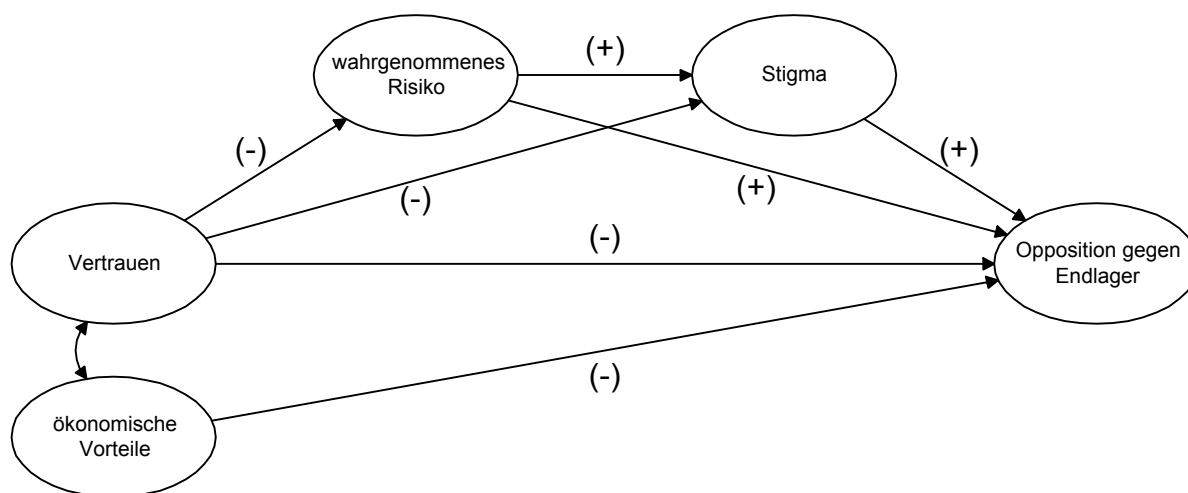 wahrgenommenes
Risiko
(+)
Stigma
(-)
(+)
(-)
(+)
Vertrauen
(-)
Opposition gegen
Endlager
(-)
ökonomische
Vorteile